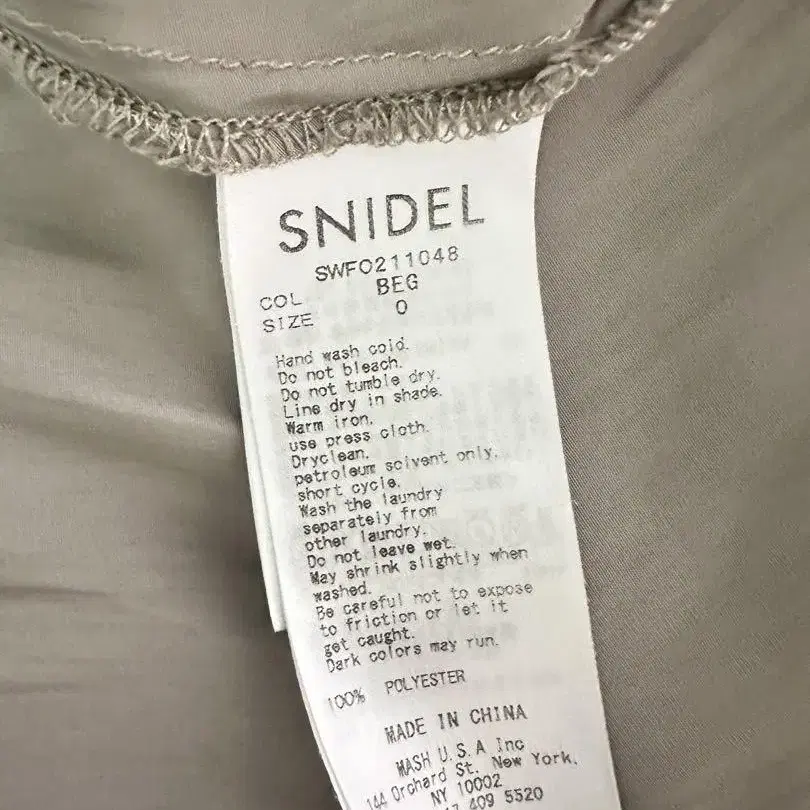 SNIDEL
SWFO211048
COL BEG
SIZE 0
Hand wash cold.
Do not bleach.
Do not tumble dry.
Line dry in shade.
Warm iron.
use press cloth.
Dryclean.
petroleum solvent only.
short cycle.
Wash the laundry
separately from
other laundry.
Do not leave wet.
May shrink slightly when
washed.
Be careful not to expose
to friction or let it
get caught.
Dark colors may run.
100% POLYESTER
MADE IN CHINA
MASH U.S.A Inc
144 Orchard St. New York,
NY 10002
409 5520